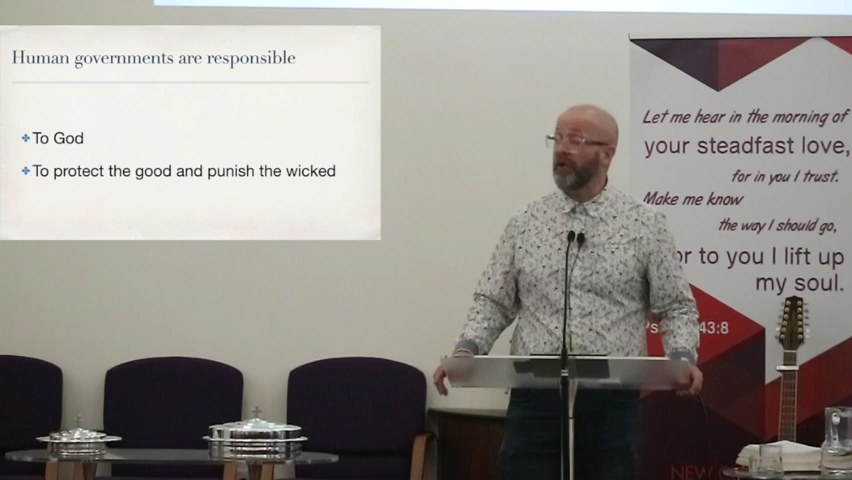 Human governments are responsible
To God
To protect the good and punish the wicked
Let me hear in the morning of
your steadfast love,
for in you I trust.
Make me know
the way I should go,
or to you I lift up
my soul.
43:8
NEW